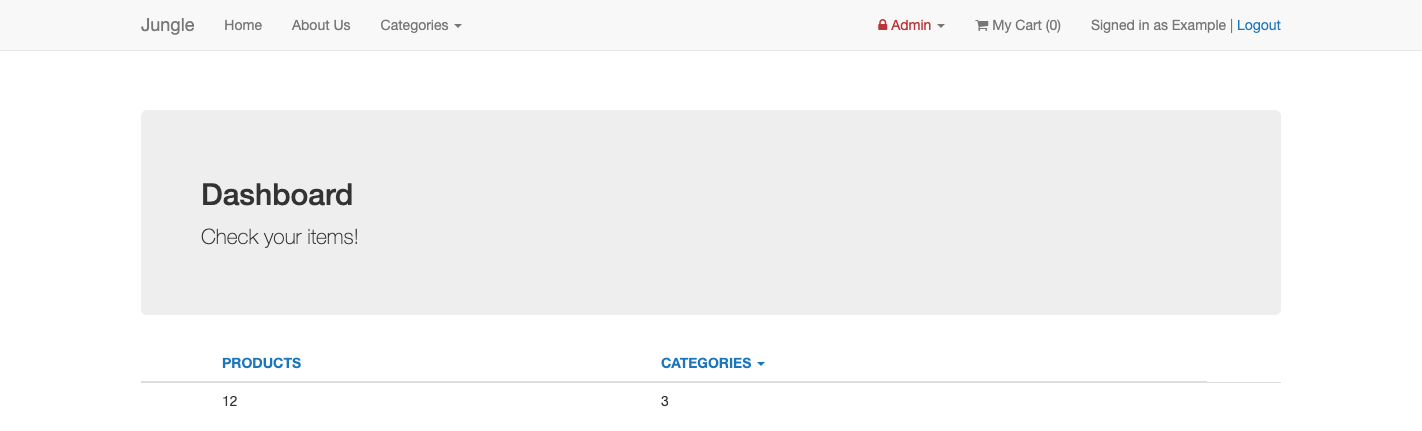 Jungle Home About Us Categories Admin My Cart (0) Signed in as Example | Logout
Dashboard
Check your items!
PRODUCTS CATEGORIES
12 3